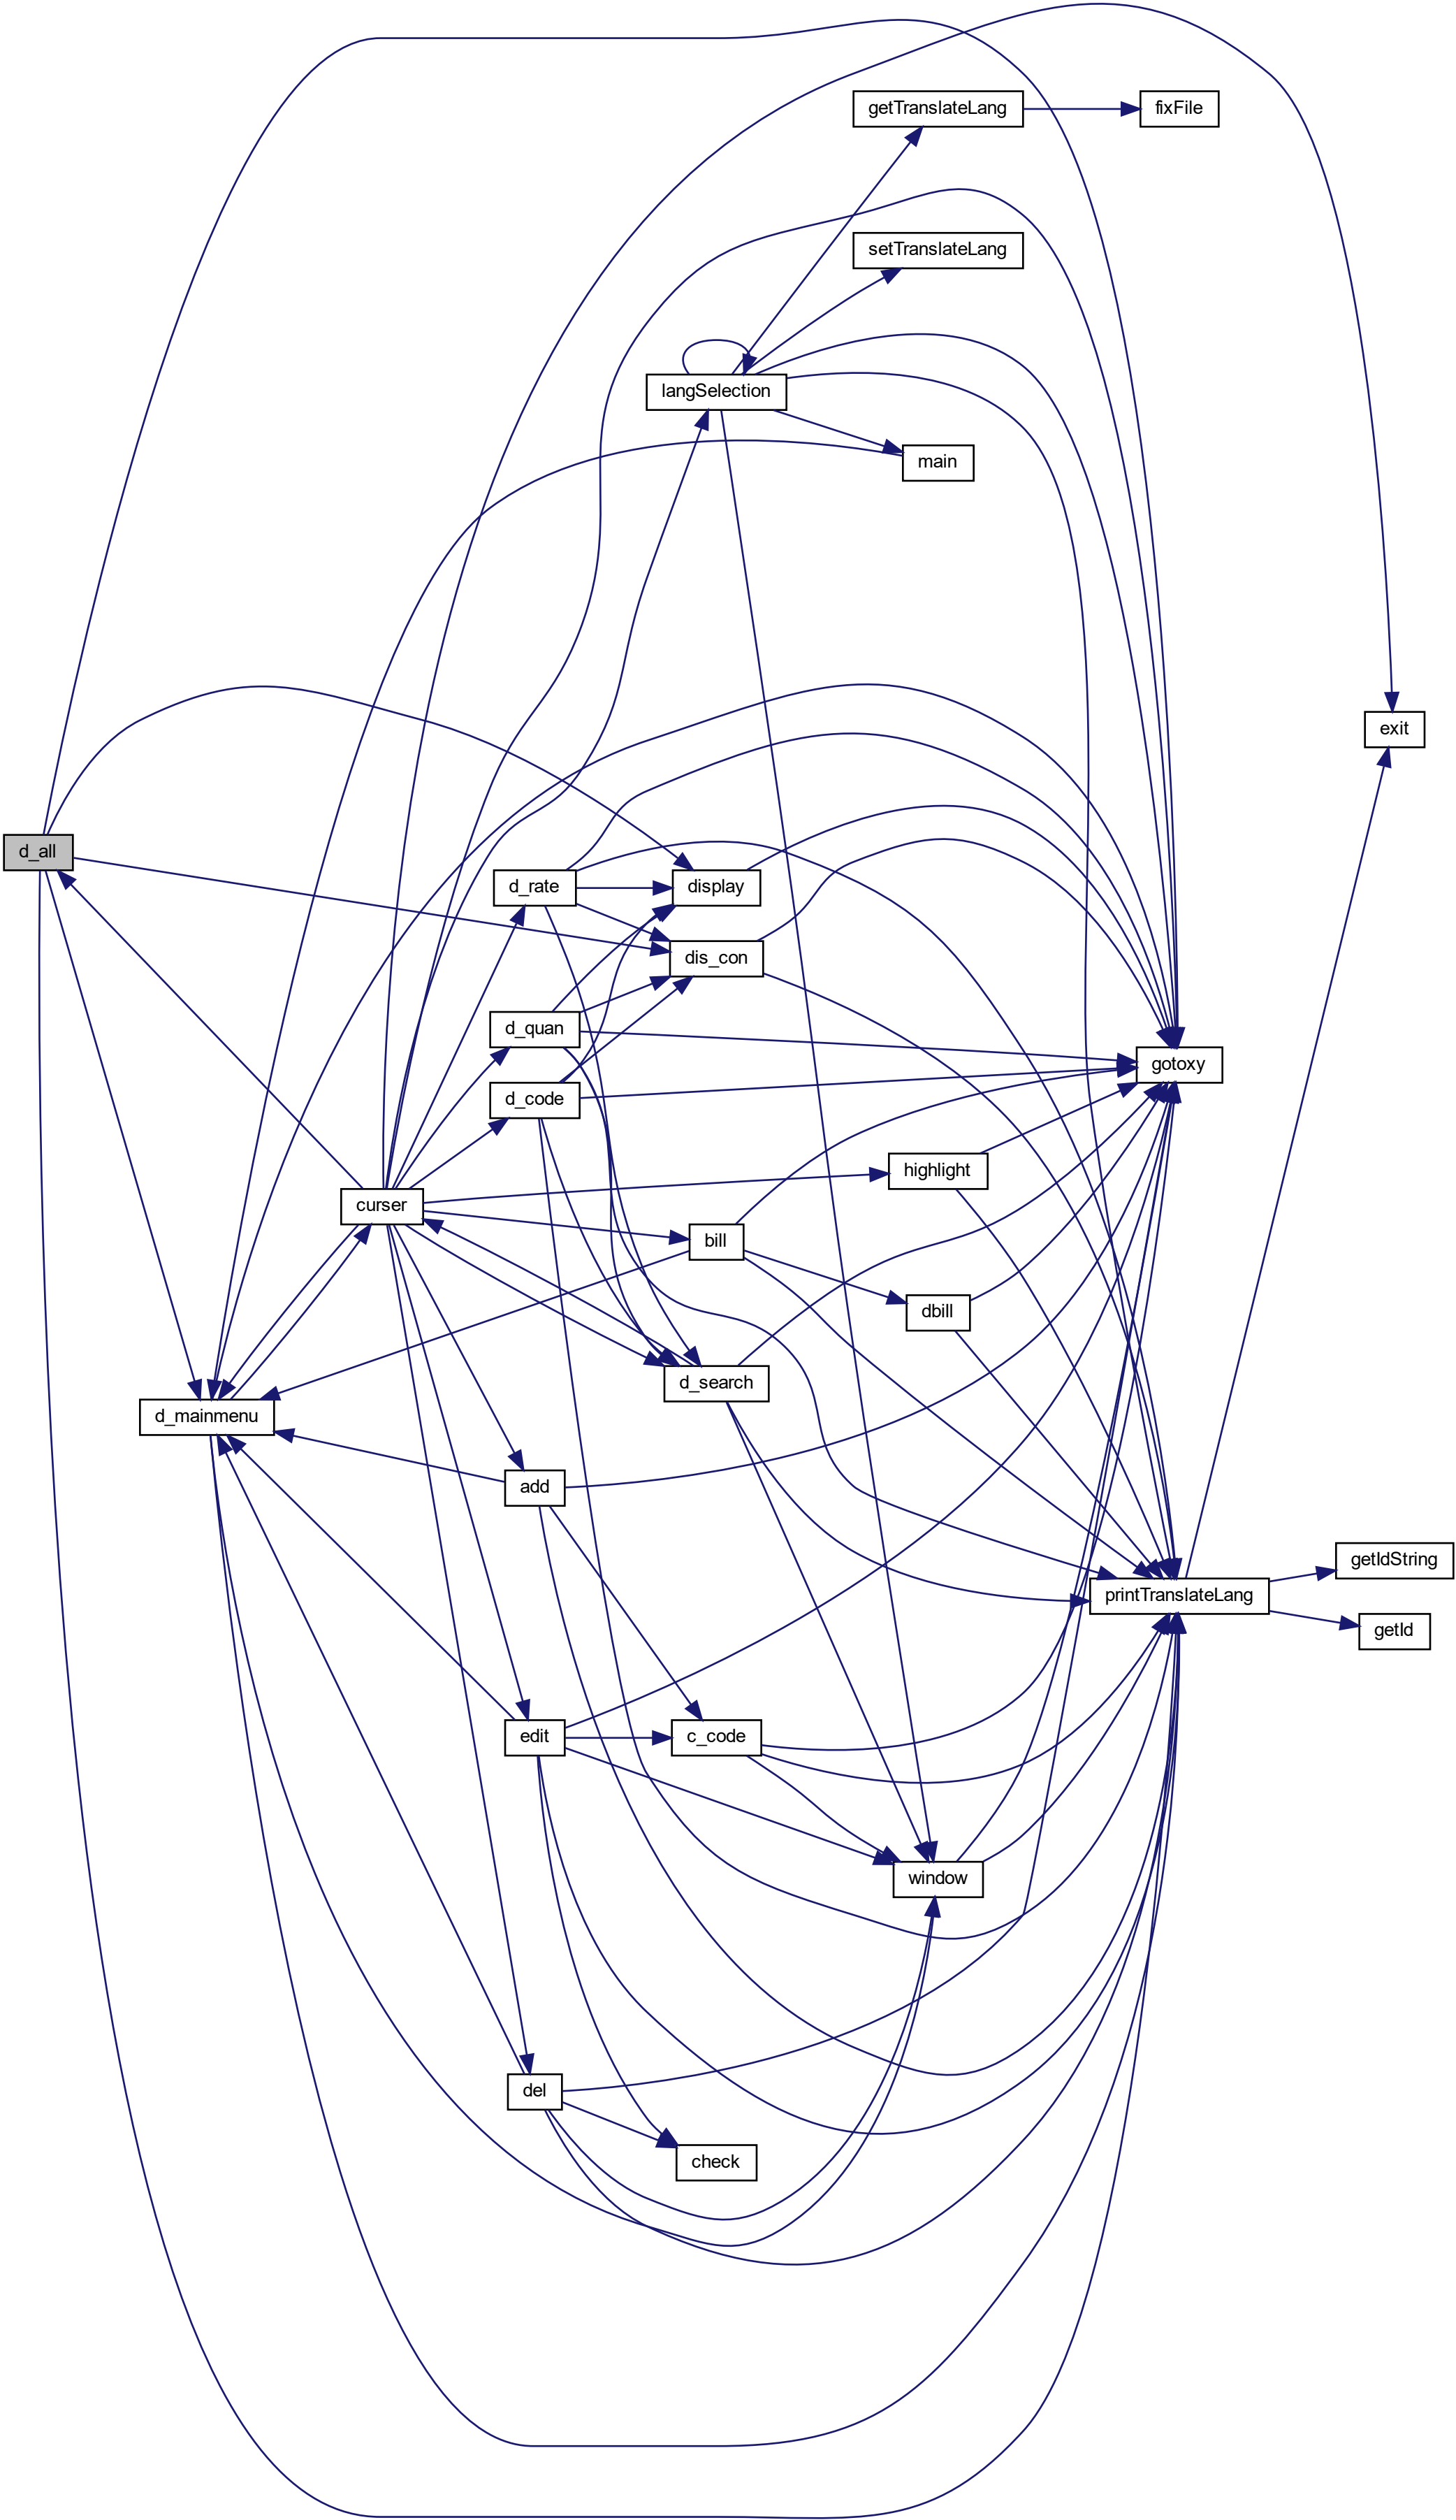 getTranslateLang
fixFile
setTranslateLang
langSelection
main
exit
d_all
d_rate
display
dis_con
d_quan
gotoxy
d_code
highlight
curser
bill
dbill
d_search
d_mainmenu
add
getIdString
printTranslateLang
getId
edit
c_code
window
del
check